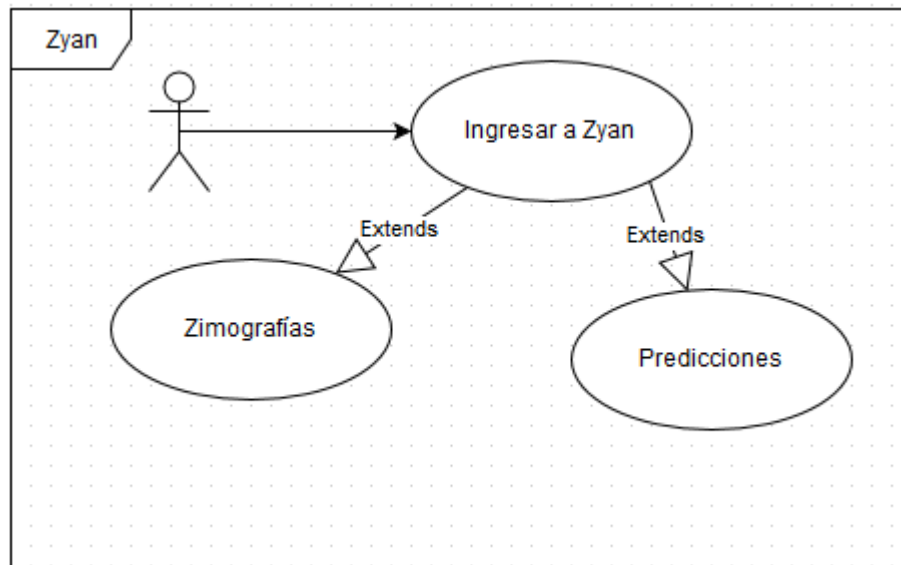 Zyan
Ingresar a Zyan
Extends
Extends
Zimografías
Predicciones